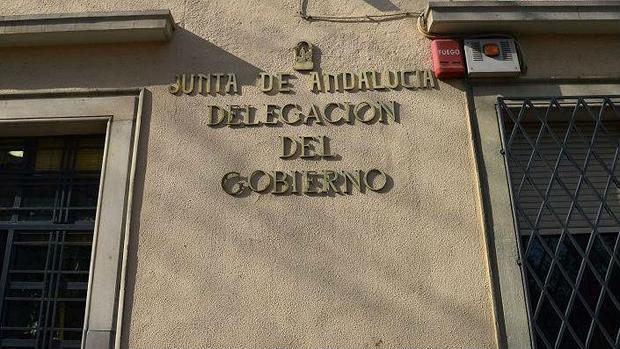 JUNTA DE ANDALUCIA
DELEGACION
DEL
GOBIERNO
FUEGO